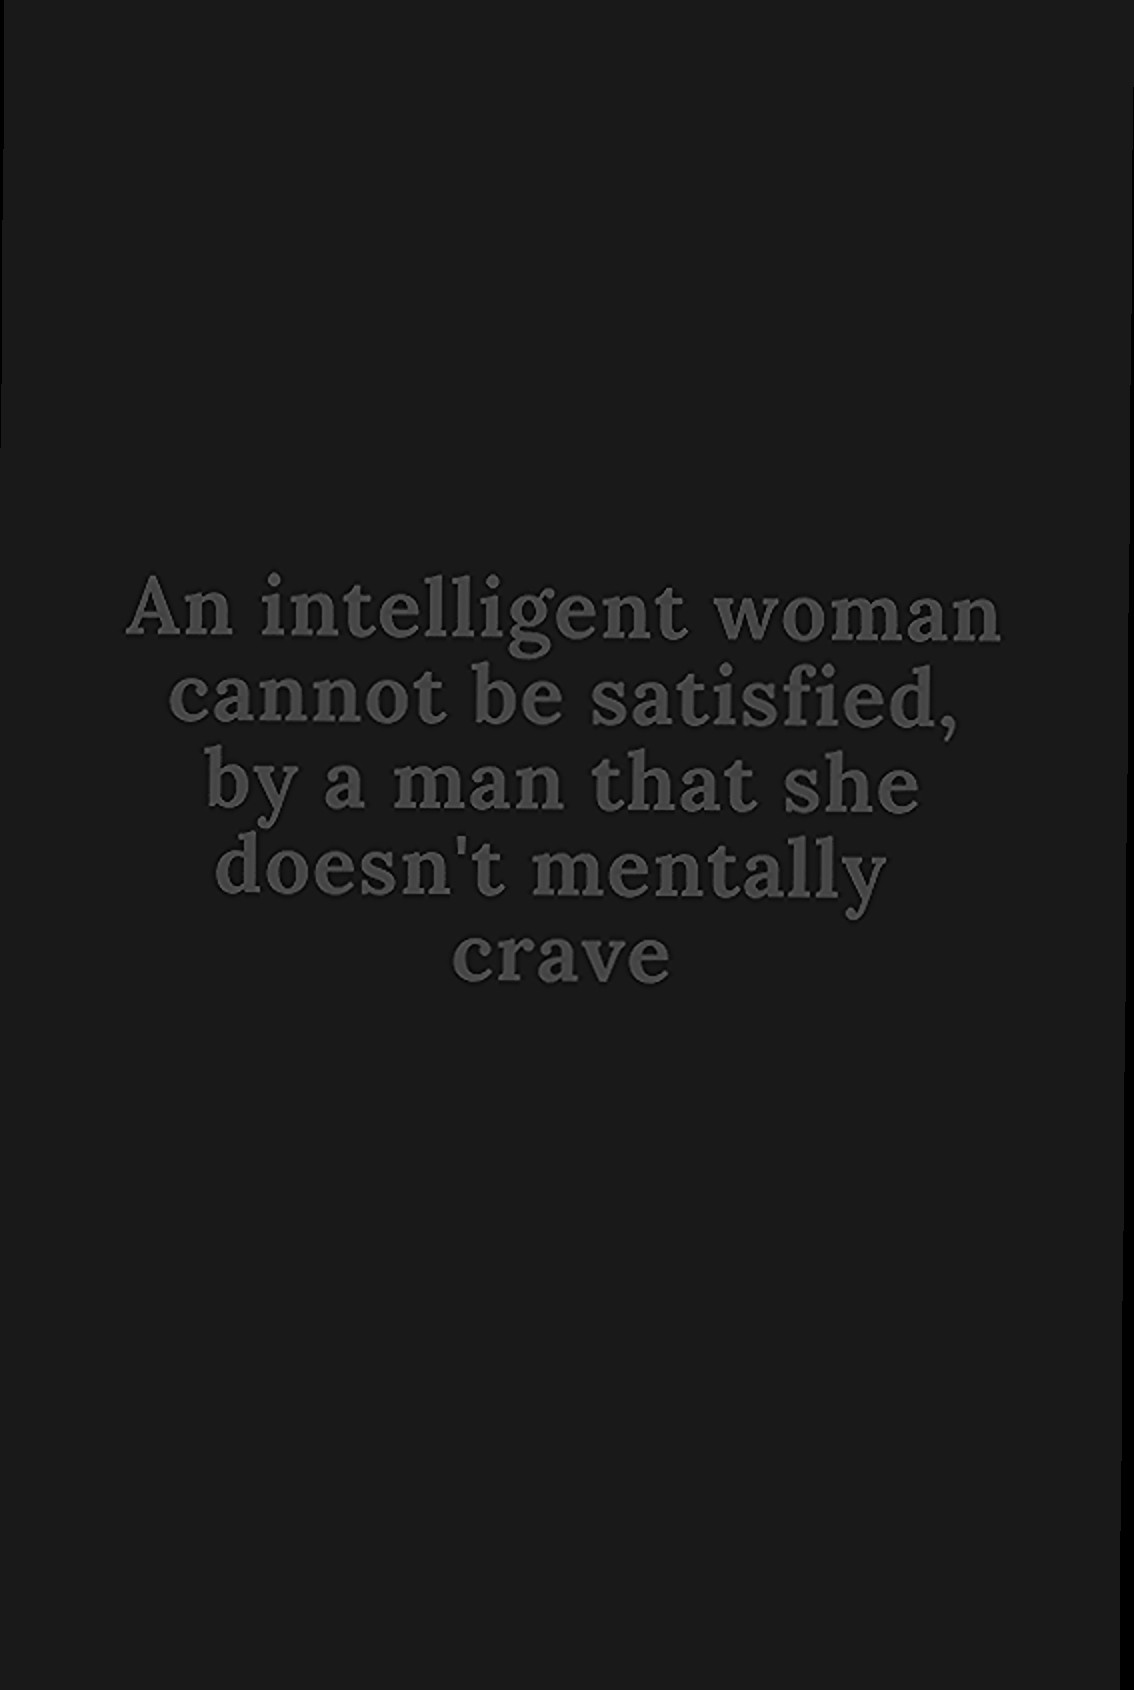 An intelligent woman
cannot be satisfied,
by a man that she
doesn't mentally
crave